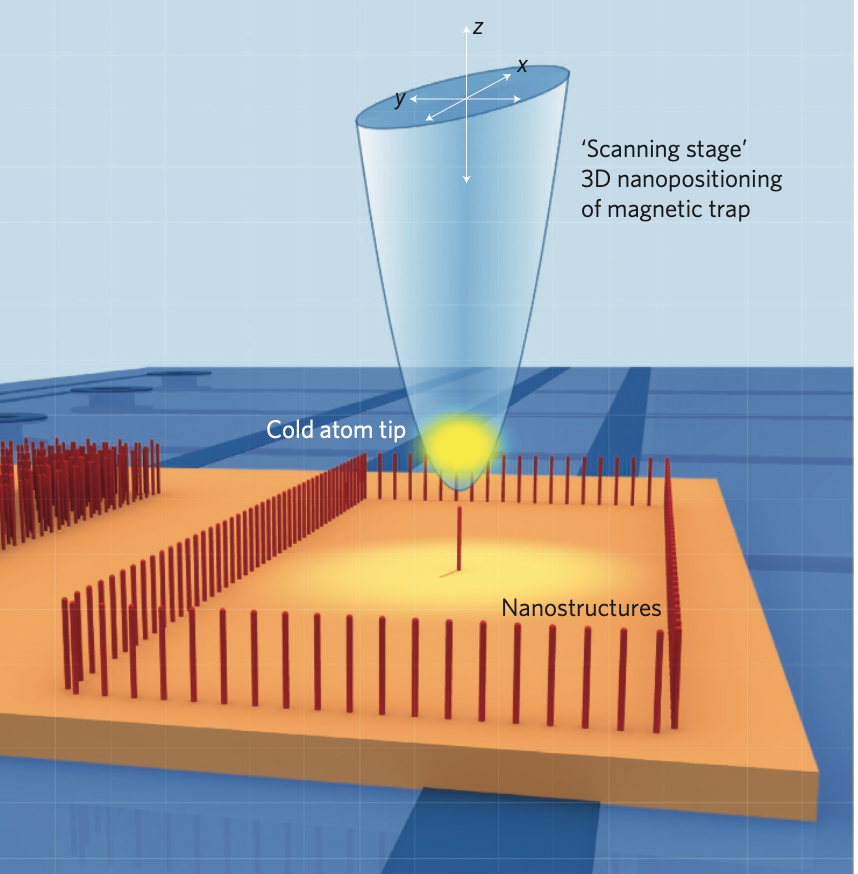 z
x
y
‘Scanning stage’
3D nanopositioning
of magnetic trap
Cold atom tip
Nanostructures